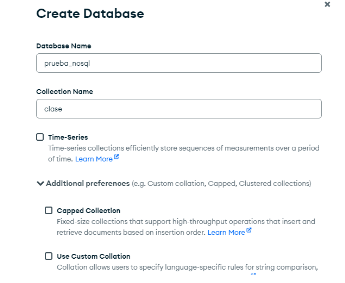 Create Database
Database Name
prueba_nosql
Collection Name
clase
Time-Series
Time-series collections efficiently store sequences of measurements over a period
of time. Learn More
Additional preferences (e.g. Custom collation, Capped, Clustered collections)
Capped Collection
Fixed-size collections that support high-throughput operations that insert and
retrieve documents based on insertion order. Learn More
Use Custom Collation
Collation allows users to specify language-specific rules for string comparison,